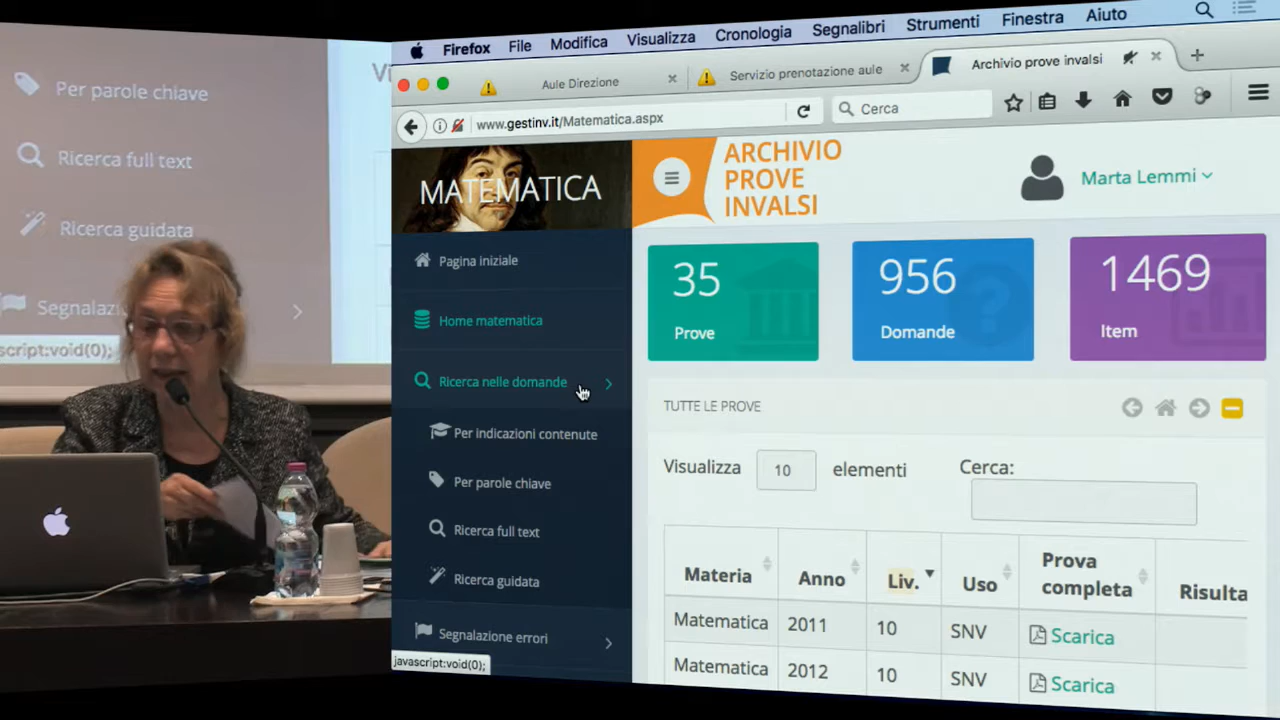 Per parole chiave
Ricerca full text
Ricerca guidata
Segnalaz
script:void(0);
Firefox File Modifica Visualizza Cronologia Segnalibri Strumenti Finestra Aiuto
Aule Direzione
Servizio prenotazione aule
Archivio prove invalsi
www.gestinv.it/Matematica.aspx
Cerca
MATEMATICA
ARCHIVIO
PROVE
INVALSI
Marta Lemmi
Pagina iniziale
Home matematica
Ricerca nelle domande
Per indicazioni contenute
Per parole chiave
Ricerca full text
Ricerca guidata
Segnalazione errori
javascript:void(0);
35
Prove
956
Domande
1469
Item
TUTTE LE PROVE
Visualizza 10 elementi
Cerca:
Materia Anno Liv. Uso Prova completa Risulta
Matematica 2011 10 SNV Scarica
Matematica 2012 10 SNV Scarica